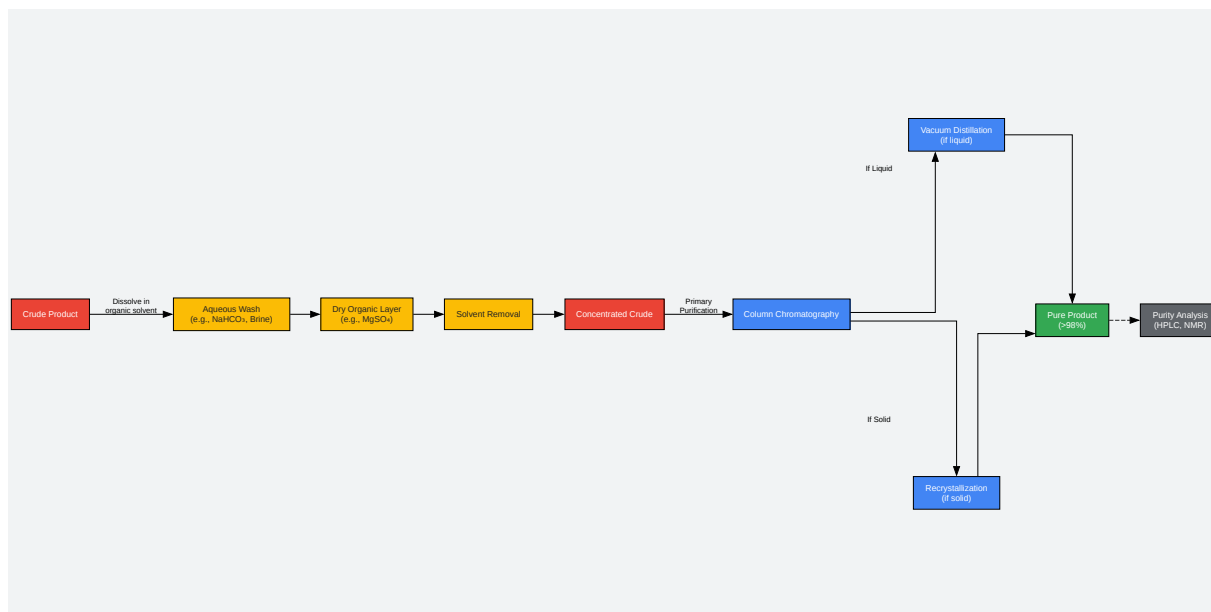 Crude Product
Dissolve in
organic solvent
Aqueous Wash
(e.g., NaHCO₃, Brine)
Dry Organic Layer
(e.g., MgSO₄)
Solvent Removal
Concentrated Crude
Primary
Purification
Column Chromatography
If Liquid
Vacuum Distillation
(if liquid)
If Solid
Recrystallization
(if solid)
Pure Product
(>98%)
Purity Analysis
(HPLC, NMR)